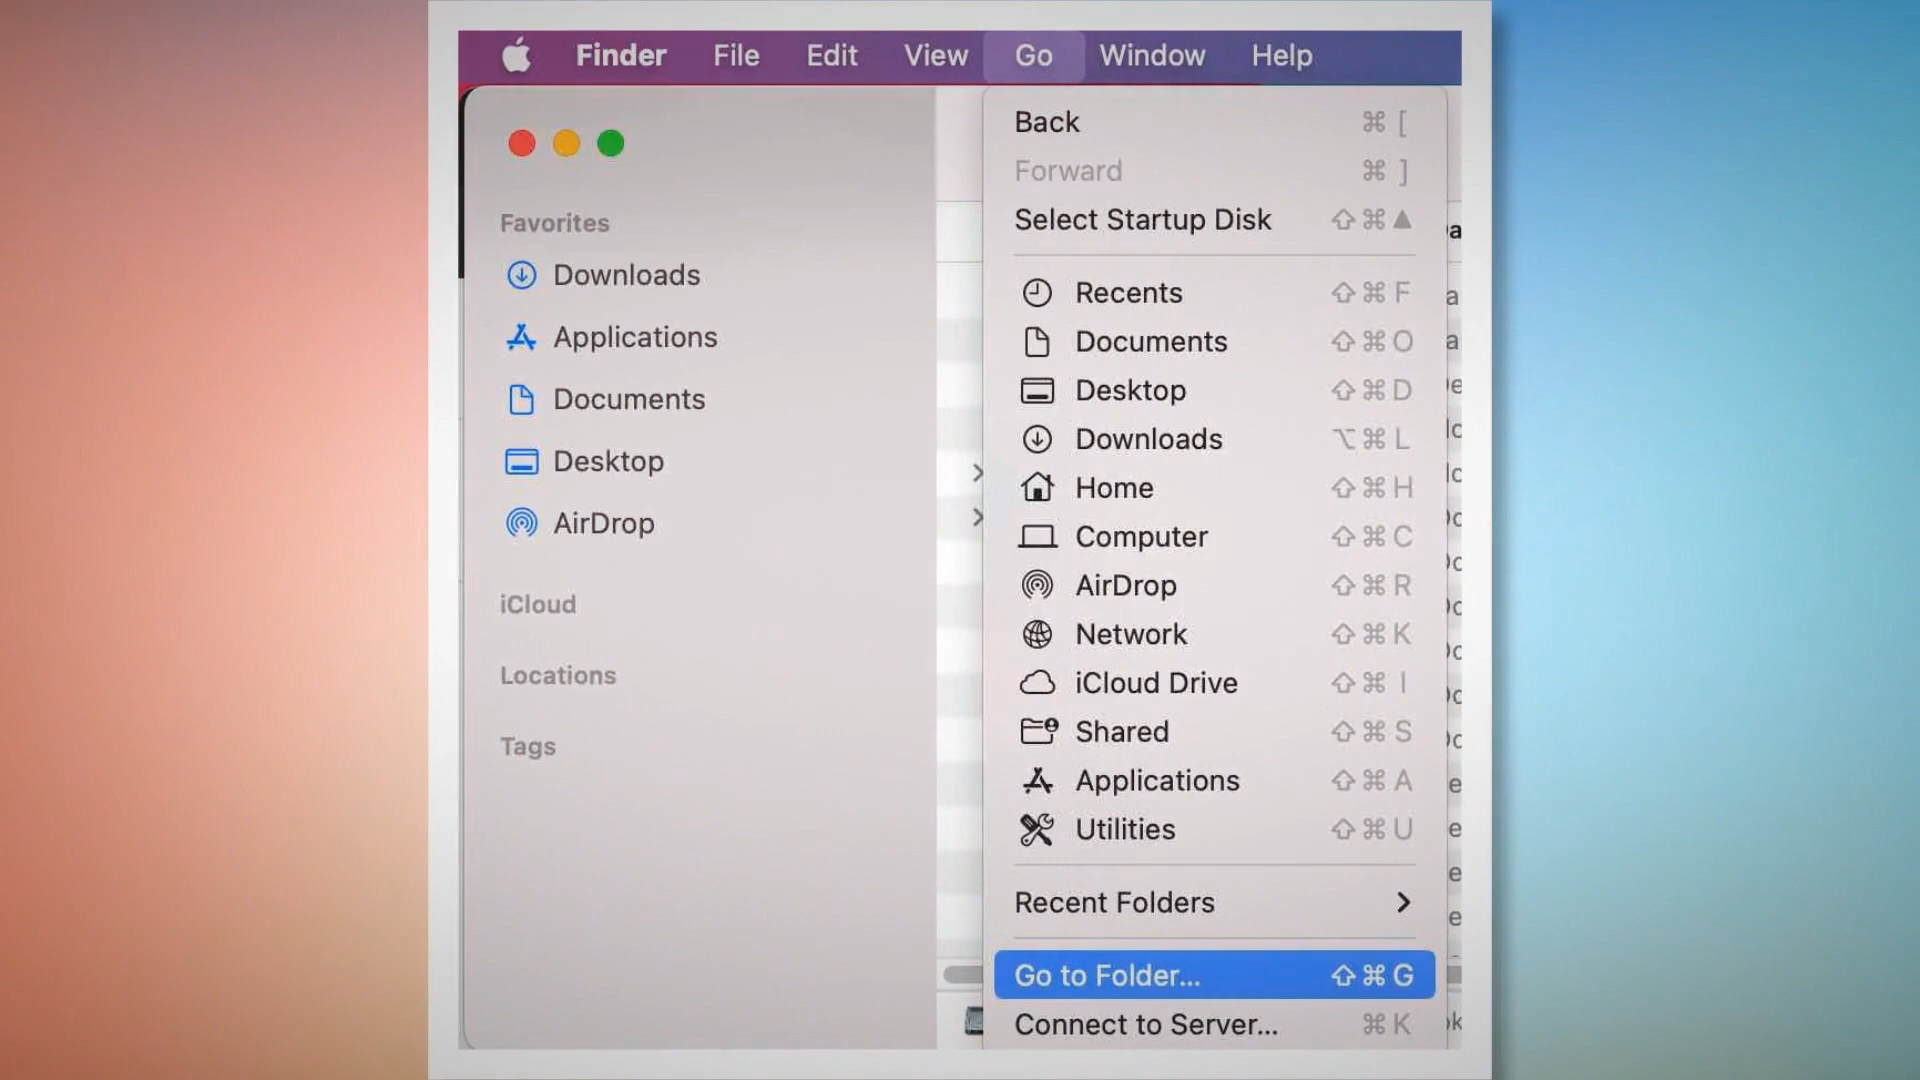 Finder File Edit View Go Window Help
Favorites
Downloads
Applications
Documents
Desktop
AirDrop
iCloud
Locations
Tags
Back ⌘ [
Forward ⌘ ]
Select Startup Disk ⇧ ⌘ ▲
Recents ⇧ ⌘ F
Documents ⇧ ⌘ O
Desktop ⇧ ⌘ D
Downloads ⌥ ⌘ L
Home ⇧ ⌘ H
Computer ⇧ ⌘ C
AirDrop ⇧ ⌘ R
Network ⇧ ⌘ K
iCloud Drive ⇧ ⌘ I
Shared ⇧ ⌘ S
Applications ⇧ ⌘ A
Utilities ⇧ ⌘ U
Recent Folders >
Go to Folder... ⇧ ⌘ G
Connect to Server... ⌘ K